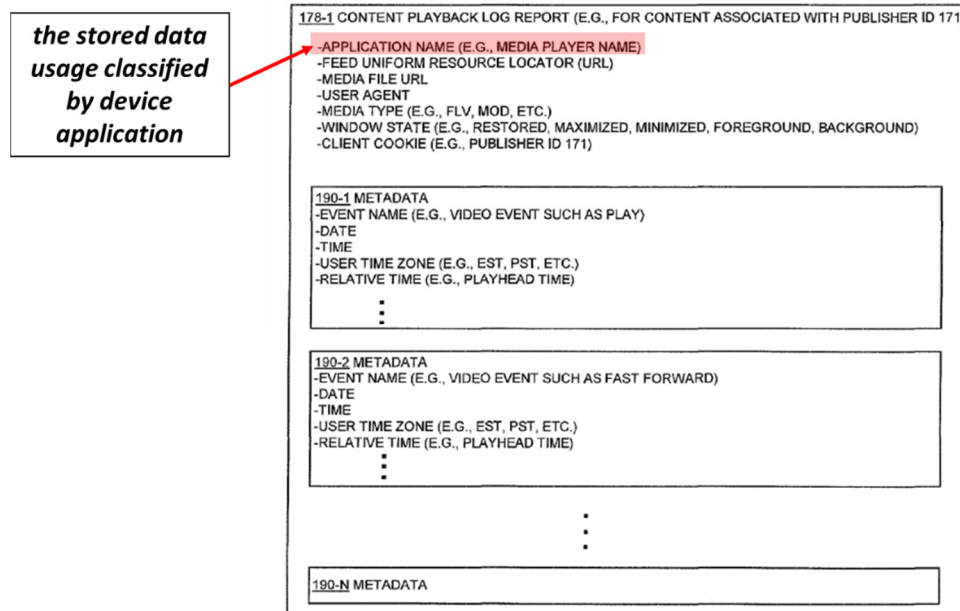 the stored data
usage classified
by device
application
178-1 CONTENT PLAYBACK LOG REPORT (E.G., FOR CONTENT ASSOCIATED WITH PUBLISHER ID 171
-APPLICATION NAME (E.G., MEDIA PLAYER NAME)
-FEED UNIFORM RESOURCE LOCATOR (URL)
-MEDIA FILE URL
-USER AGENT
-MEDIA TYPE (E.G., FLV, MOD, ETC.)
-WINDOW STATE (E.G., RESTORED, MAXIMIZED, MINIMIZED, FOREGROUND, BACKGROUND)
-CLIENT COOKIE (E.G., PUBLISHER ID 171)
190-1 METADATA
-EVENT NAME (E.G., VIDEO EVENT SUCH AS PLAY)
-DATE
-TIME
-USER TIME ZONE (E.G., EST, PST, ETC.)
-RELATIVE TIME (E.G., PLAYHEAD TIME)
190-2 METADATA
-EVENT NAME (E.G., VIDEO EVENT SUCH AS FAST FORWARD)
-DATE
-TIME
-USER TIME ZONE (E.G., EST, PST, ETC.)
-RELATIVE TIME (E.G., PLAYHEAD TIME)
190-N METADATA